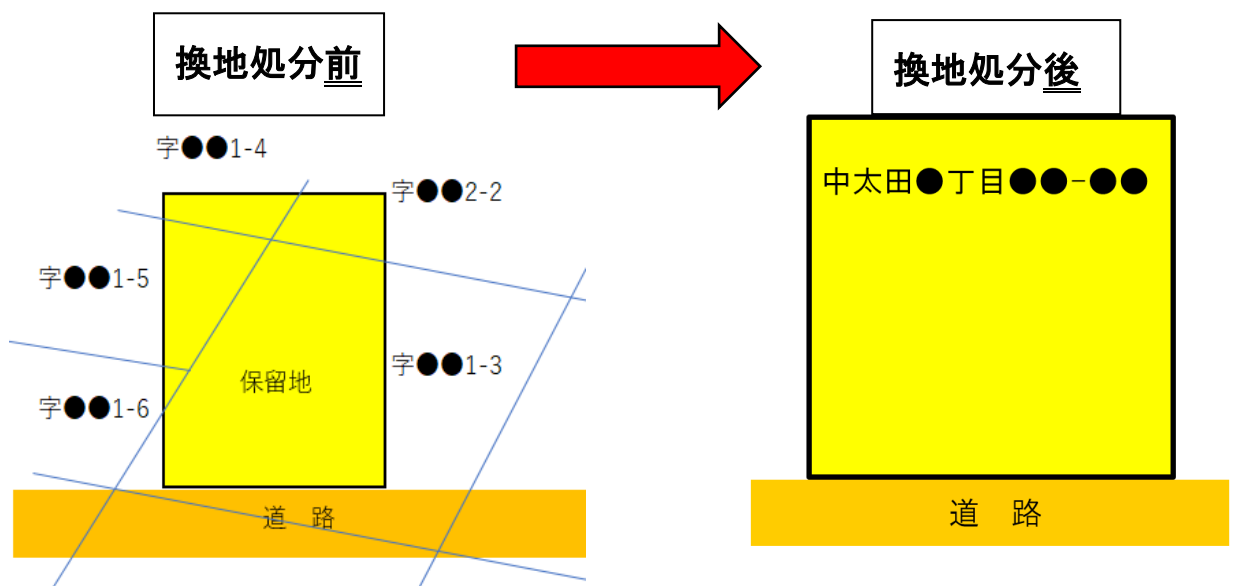 換地処分前
換地処分後
字●●1-4
字●●2-2
字●●1-5
字●●1-3
保留地
字●●1-6
道 路
中太田●丁目●●-●●
道 路